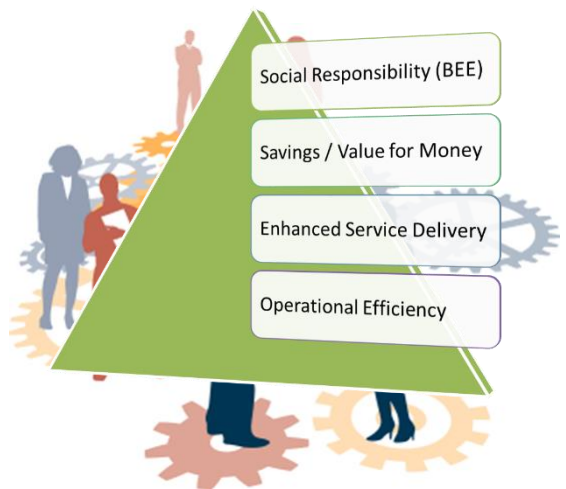 Social Responsibility (BEE)
Savings / Value for Money
Enhanced Service Delivery
Operational Efficiency